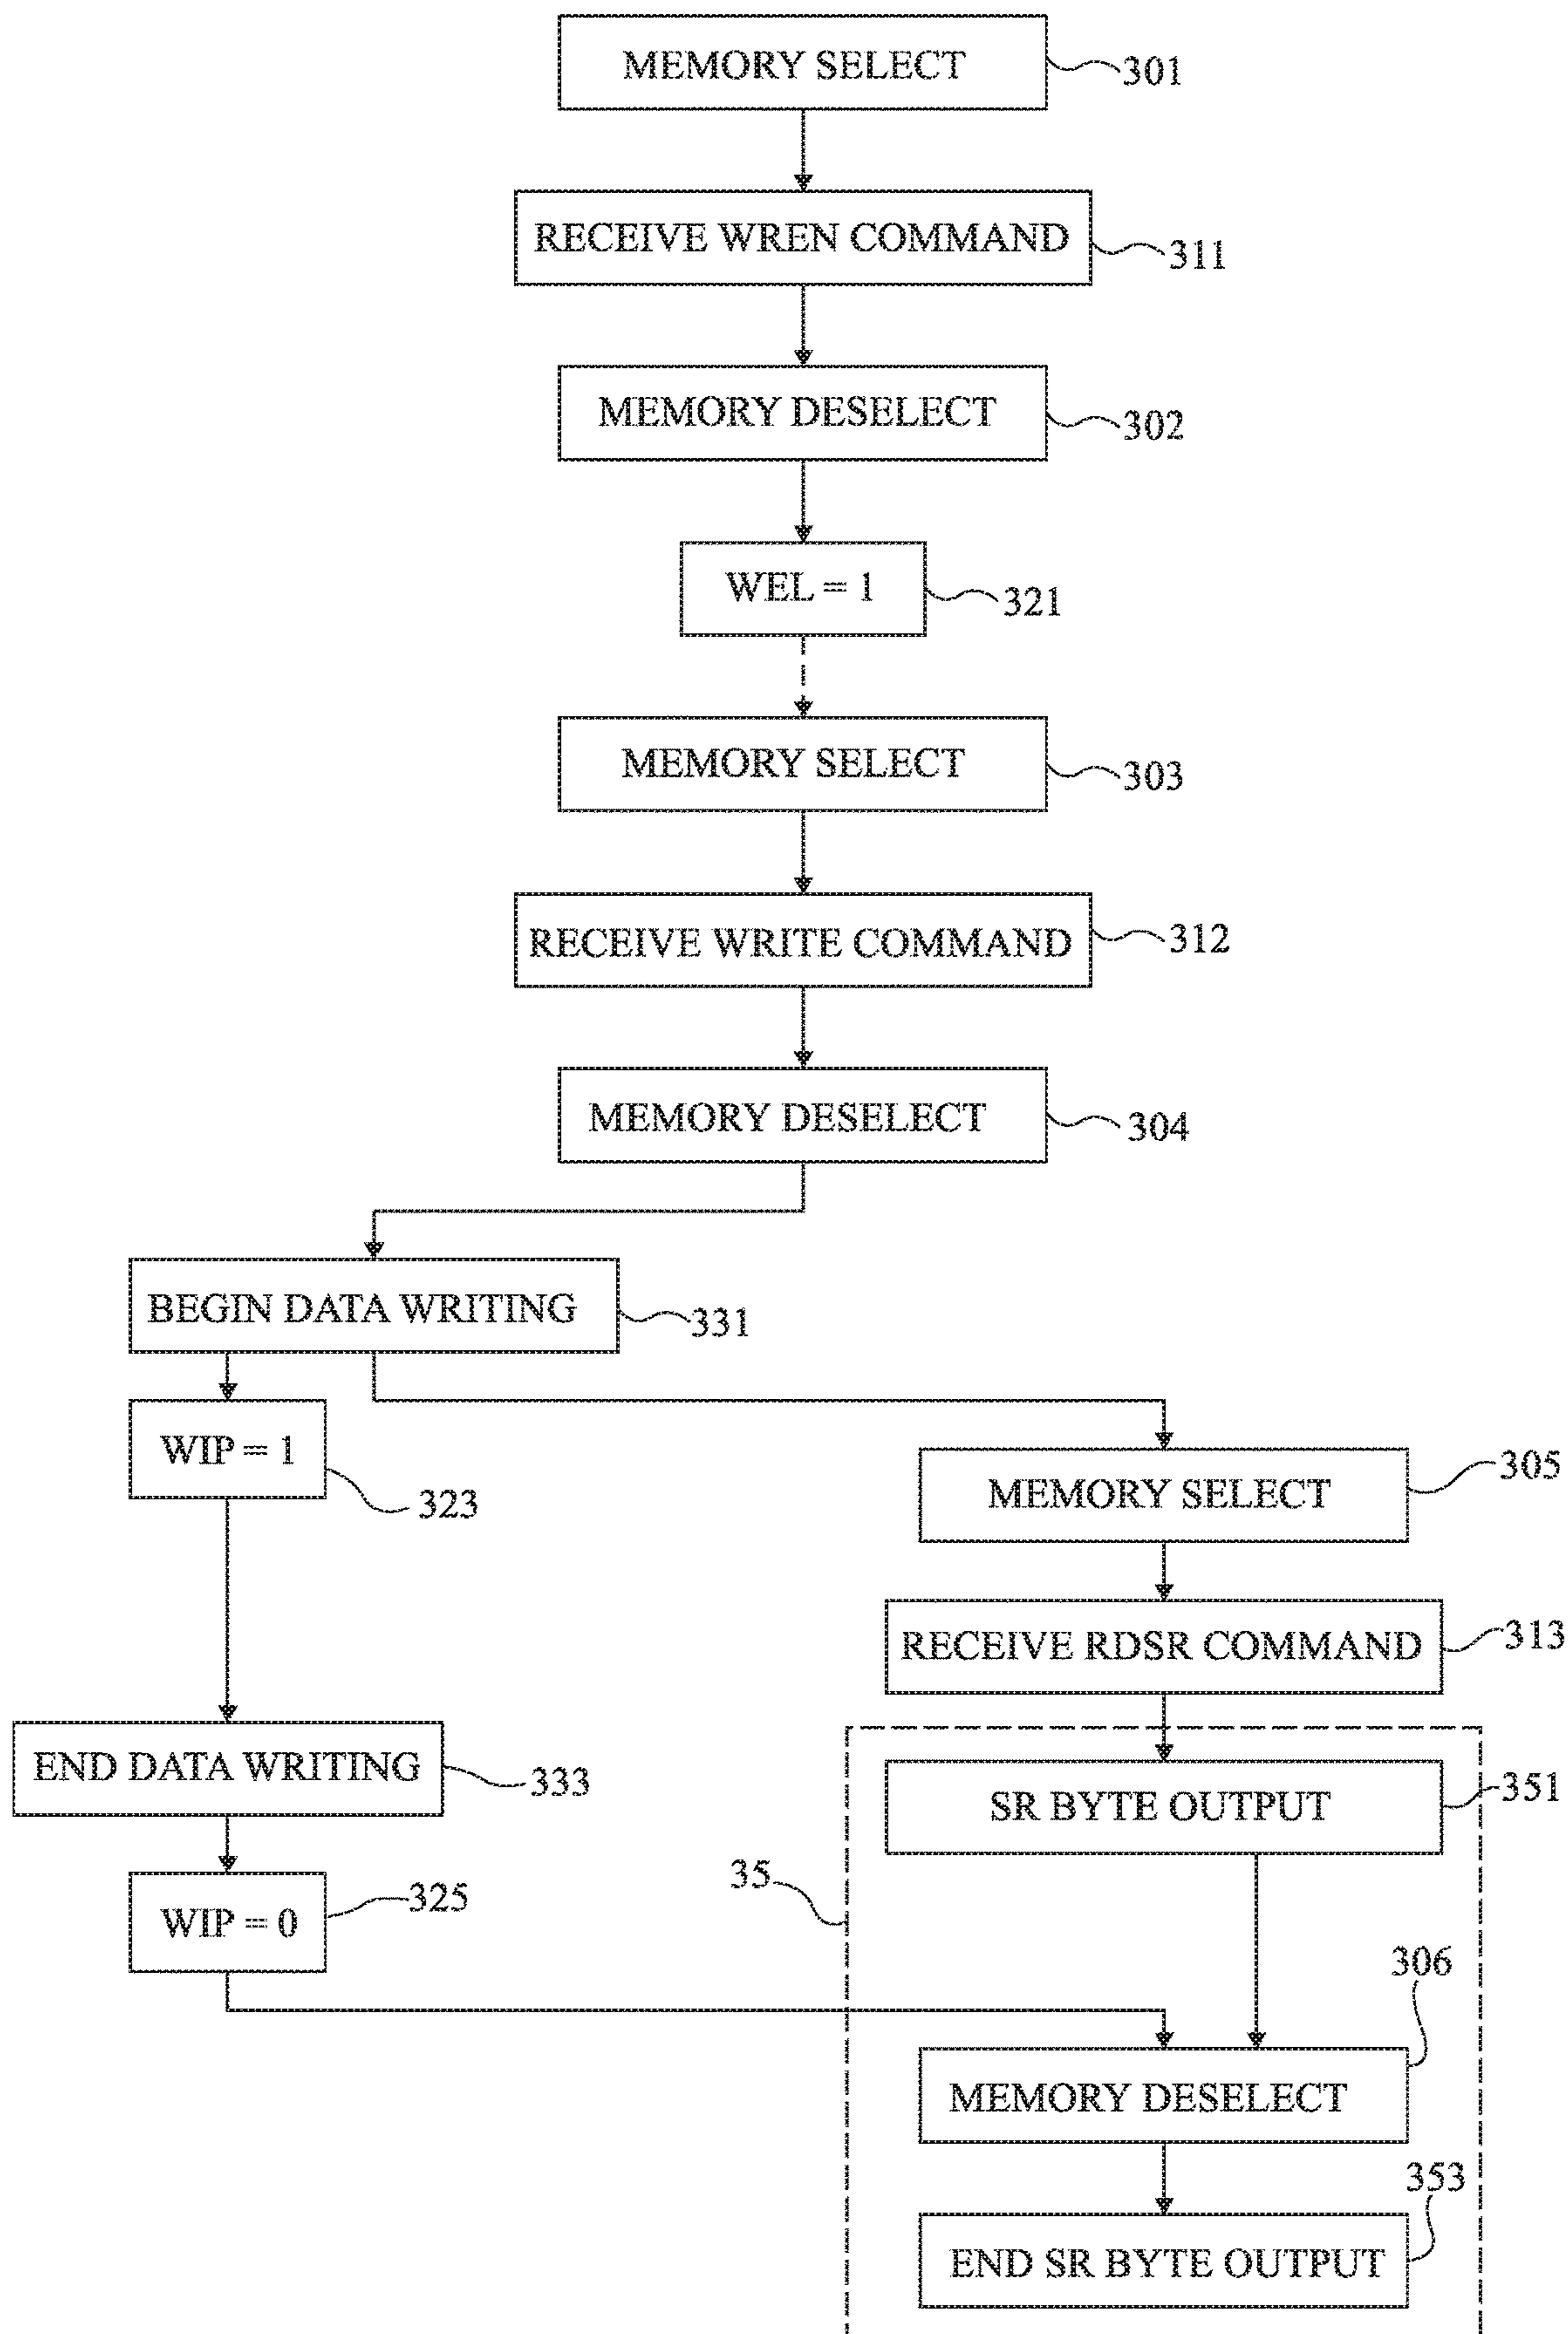 MEMORY SELECT
301
RECEIVE WREN COMMAND
311
MEMORY DESELECT
302
WEL = 1
321
MEMORY SELECT
303
RECEIVE WRITE COMMAND
312
MEMORY DESELECT
304
BEGIN DATA WRITING
331
WIP = 1
323
MEMORY SELECT
305
RECEIVE RDSR COMMAND
313
END DATA WRITING
333
SR BYTE OUTPUT
351
35
WIP = 0
325
306
MEMORY DESELECT
353
END SR BYTE OUTPUT